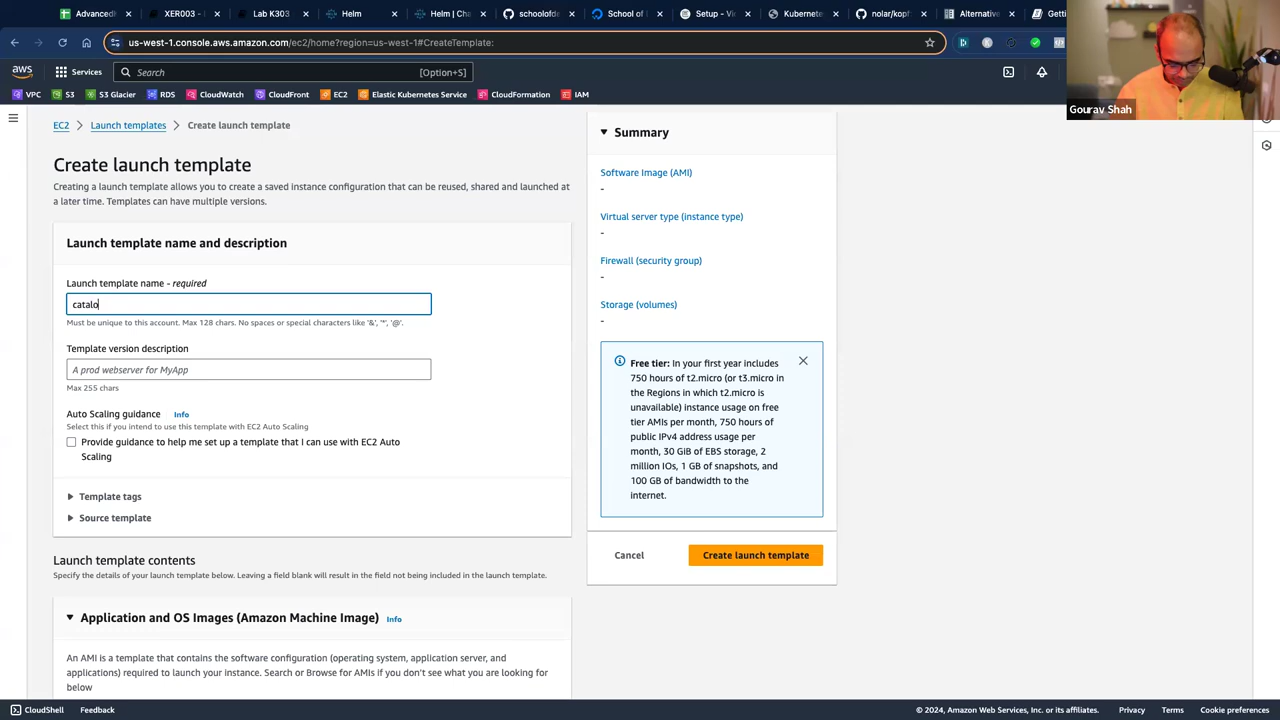 AdvancedK
XER003 -
Lab K303
Helm
Helm | Cha
schoolofde
School of
Setup - Vi
Kubernete
nolar/kopf
Alternative
Getti
us-west-1.console.aws.amazon.com/ec2/home?region=us-west-1#CreateTemplate:
aws
Services
Search
[Option+S]
VPC
S3
S3 Glacier
RDS
CloudWatch
CloudFront
EC2
Elastic Kubernetes Service
CloudFormation
IAM
Gourav Shah
EC2 > Launch templates > Create launch template
Create launch template
Creating a launch template allows you to create a saved instance configuration that can be reused, shared and launched at
a later time. Templates can have multiple versions.
Launch template name and description
Launch template name - required
catalo
Must be unique to this account. Max 128 chars. No spaces or special characters like '&', '*', '@'.
Template version description
A prod webserver for MyApp
Max 255 chars
Auto Scaling guidance Info
Select this if you intend to use this template with EC2 Auto Scaling
Provide guidance to help me set up a template that I can use with EC2 Auto
Scaling
Template tags
Source template
Launch template contents
Specify the details of your launch template below. Leaving a field blank will result in the field not being included in the launch template.
Application and OS Images (Amazon Machine Image) Info
An AMI is a template that contains the software configuration (operating system, application server, and
applications) required to launch your instance. Search or Browse for AMIs if you don't see what you are looking for
below
Summary
Software Image (AMI)
-
Virtual server type (instance type)
-
Firewall (security group)
-
Storage (volumes)
-
Free tier: In your first year includes
750 hours of t2.micro (or t3.micro in
the Regions in which t2.micro is
unavailable) instance usage on free
tier AMIs per month, 750 hours of
public IPv4 address usage per
month, 30 GiB of EBS storage, 2
million IOs, 1 GB of snapshots, and
100 GB of bandwidth to the
internet.
Cancel
Create launch template
CloudShell
Feedback
© 2024, Amazon Web Services, Inc. or its affiliates.
Privacy
Terms
Cookie preferences